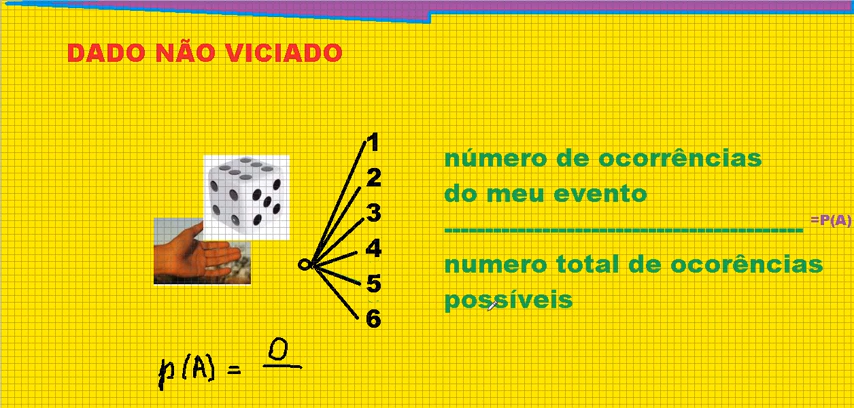 DADO NÃO VICIADO
1
2
3
4
5
6
número de ocorrências
do meu evento
=P(A)
numero total de ocorências
possíveis
p(A) = 0